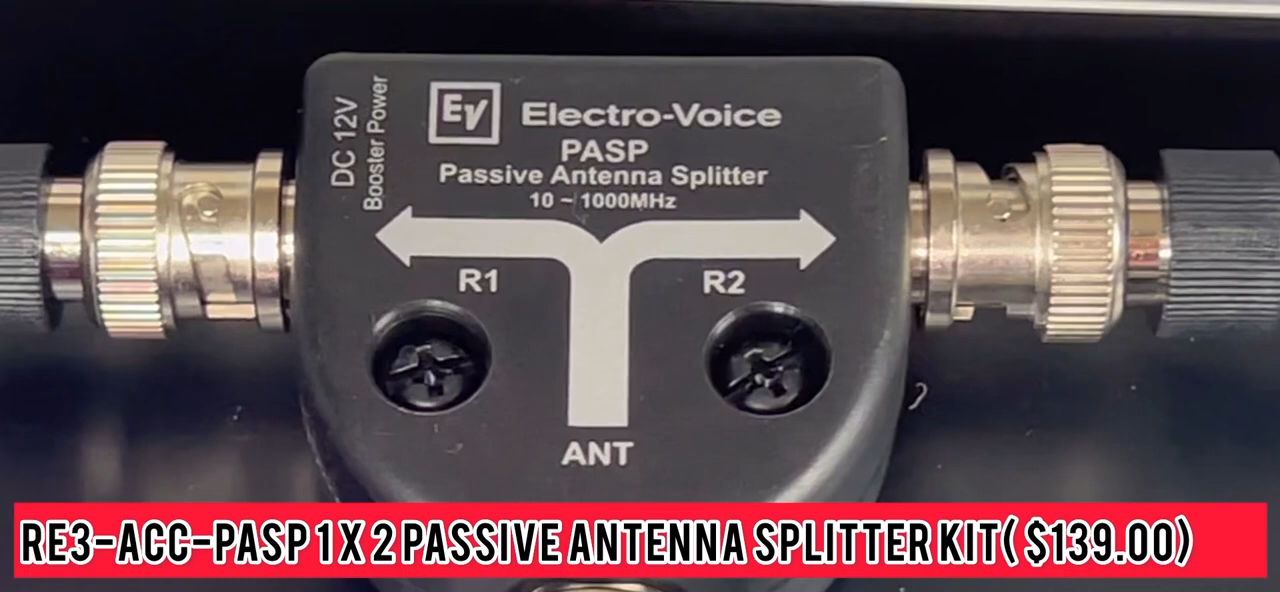 DC 12V
Booster Power
EV Electro-Voice
PASP
Passive Antenna Splitter
10 ~ 1000MHz
R1 R2
ANT
RE3-ACC-PASP 1 X 2 PASSIVE ANTENNA SPLITTER KIT( $139.00)